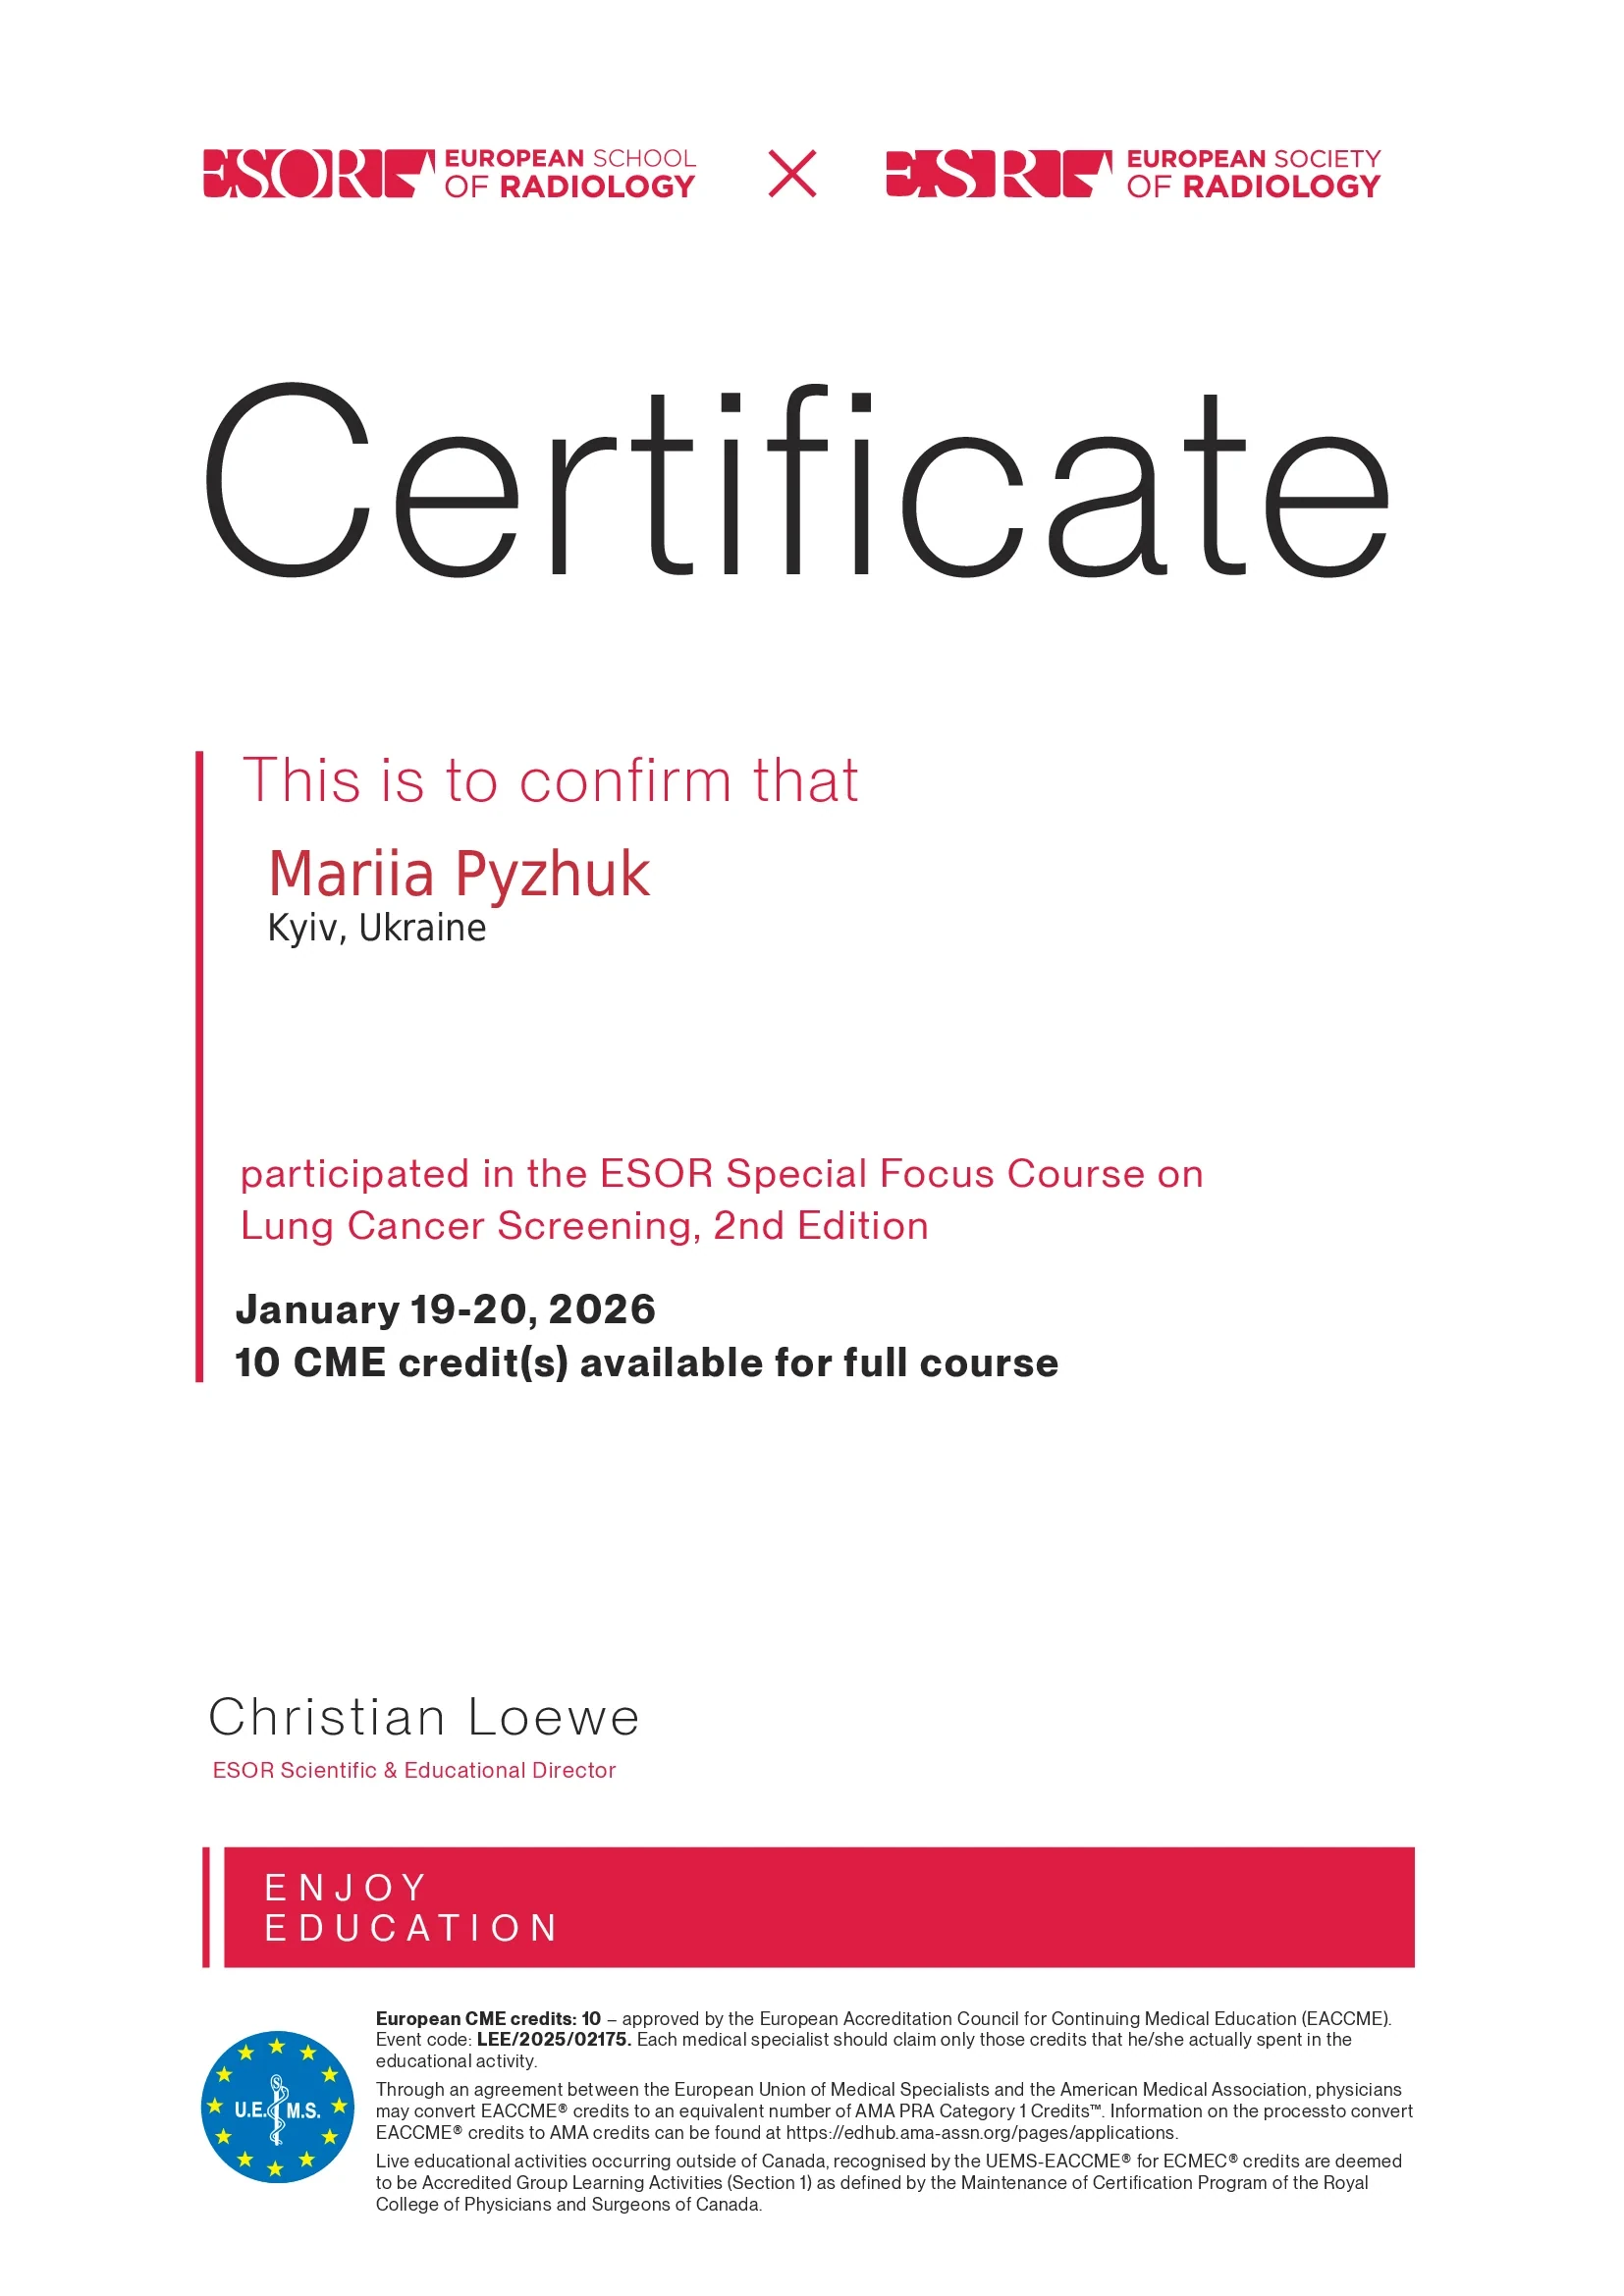 ESOR EUROPEAN SCHOOL
OF RADIOLOGY
ESR EUROPEAN SOCIETY
OF RADIOLOGY
Certificate
This is to confirm that
Mariia Pyzhuk
Kyiv, Ukraine
participated in the ESOR Special Focus Course on
Lung Cancer Screening, 2nd Edition
January 19-20, 2026
10 CME credit(s) available for full course
Christian Loewe
ESOR Scientific & Educational Director
ENJOY
EDUCATION
U.E.M.S.
European CME credits: 10 – approved by the European Accreditation Council for Continuing Medical Education (EACCME).
Event code: LEE/2025/02175. Each medical specialist should claim only those credits that he/she actually spent in the
educational activity.
Through an agreement between the European Union of Medical Specialists and the American Medical Association, physicians
may convert EACCME® credits to an equivalent number of AMA PRA Category 1 Credits™. Information on the processto convert
EACCME® credits to AMA credits can be found at https://edhub.ama-assn.org/pages/applications.
Live educational activities occurring outside of Canada, recognised by the UEMS-EACCME® for ECMEC® credits are deemed
to be Accredited Group Learning Activities (Section 1) as defined by the Maintenance of Certification Program of the Royal
College of Physicians and Surgeons of Canada.